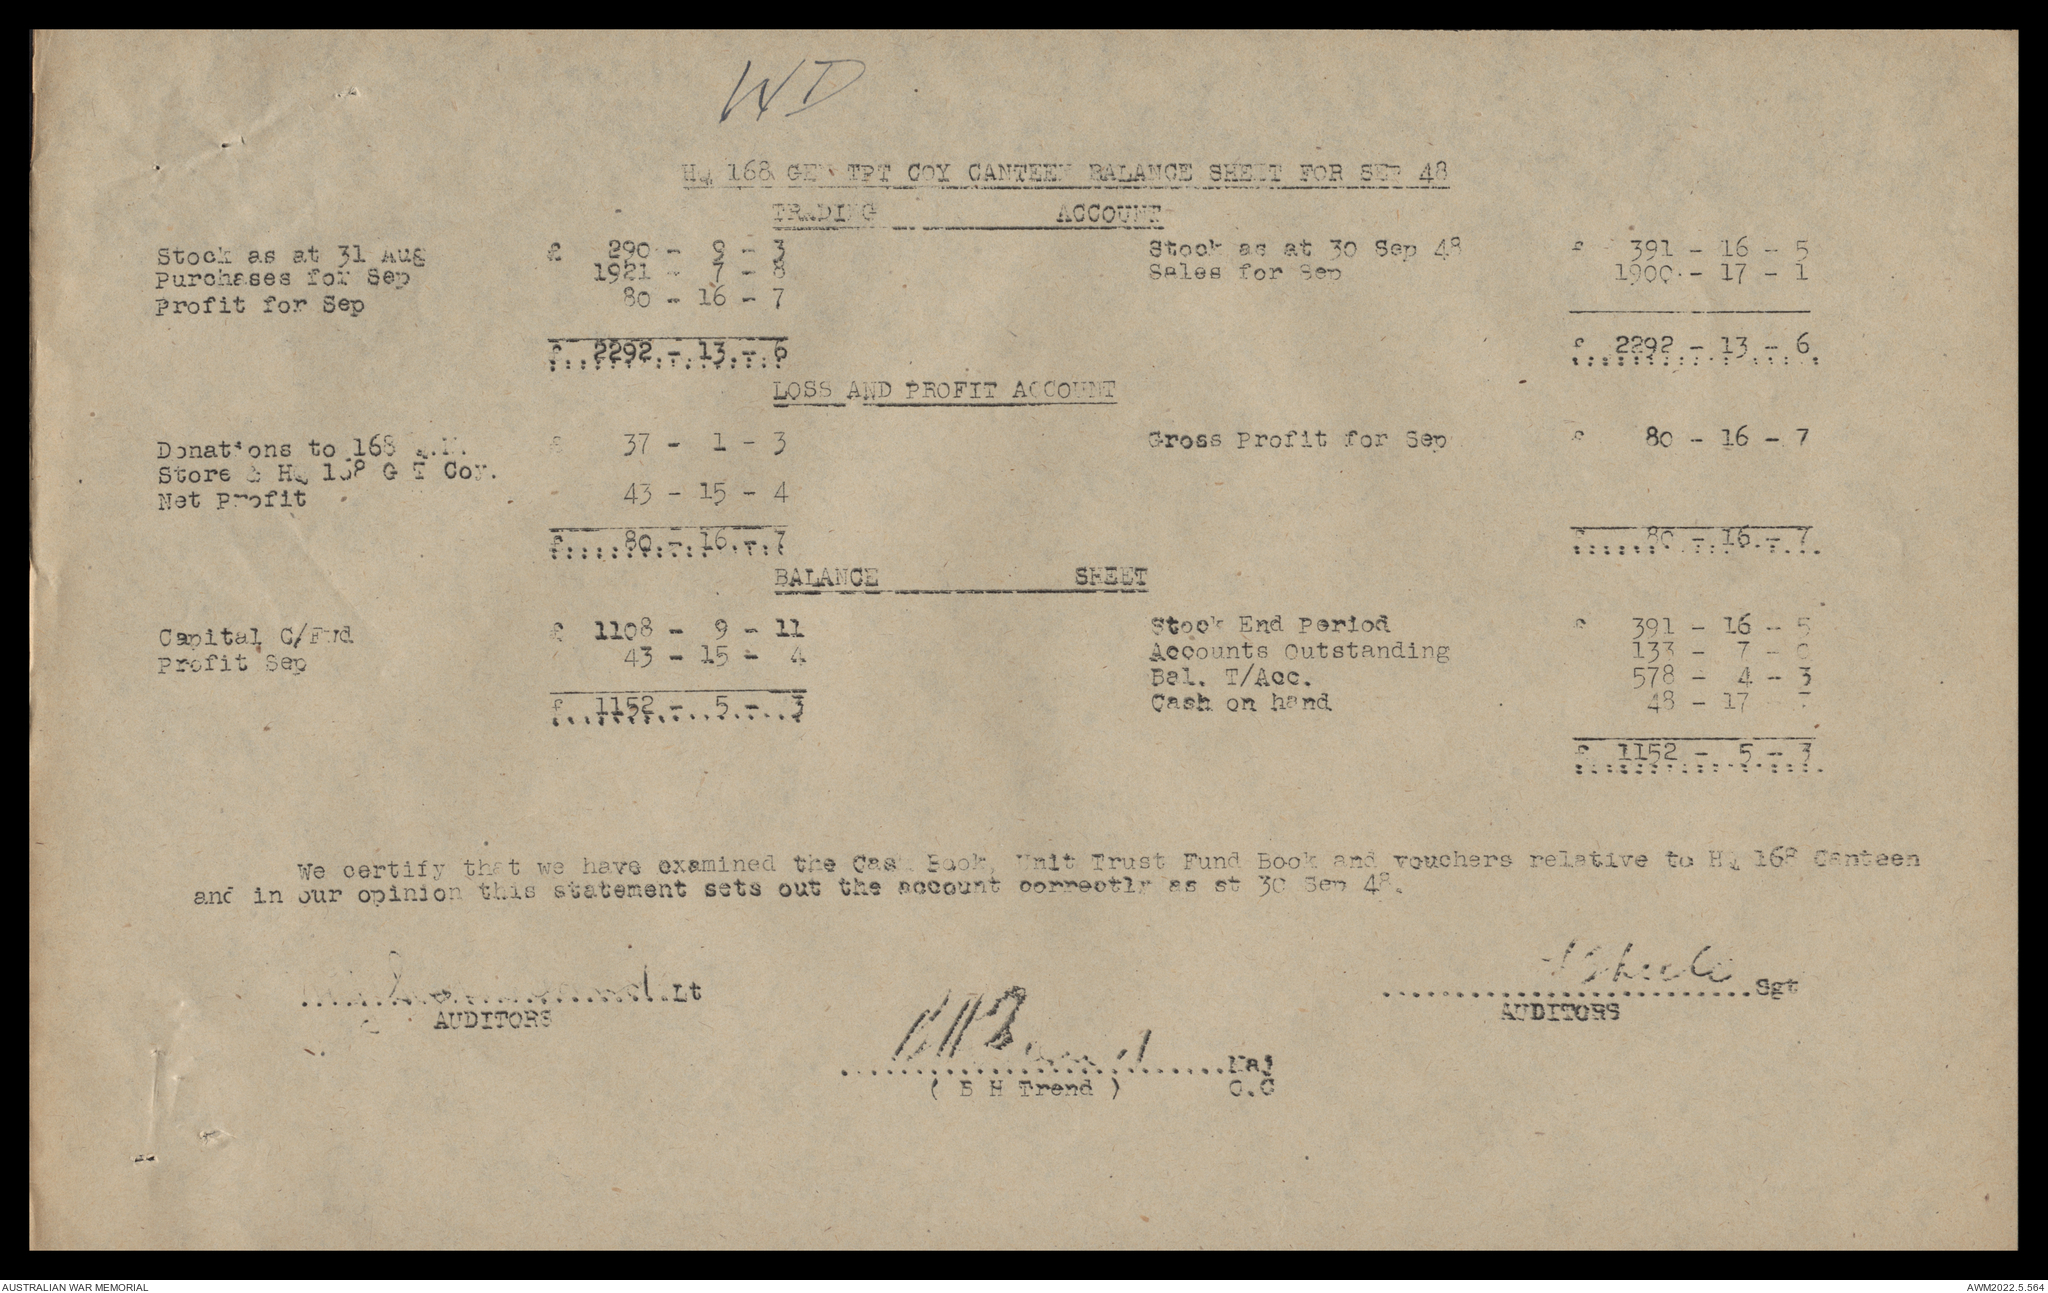 WD
HQ 168 GEN TPT COY CANTEEN BALANCE SHEET FOR SEP 48
TRADING ACCOUNT
Stock as at 31 Aug £ 290 - 9 - 3 Stock as at 30 Sep 48 £ 391 - 16 - 5
Purchases for Sep 1921 - 7 - 8 Sales for Sep 1900 - 17 - 1
Profit for Sep 80 - 16 - 7
£ 2292 - 13 - 6 £ 2292 - 13 - 6
LOSS AND PROFIT ACCOUNT
Donations to 168 £ 37 - 1 - 3 Gross Profit for Sep £ 80 - 16 - 7
Store & HQ 168 G T Coy.
Net Profit 43 - 15 - 4
£ 80 - 16 - 7 £ 80 - 16 - 7
BALANCE SHEET
Capital C/Fwd £ 1108 - 9 - 11 Stock End Period £ 391 - 16 - 5
Profit Sep 43 - 15 - 4 Accounts Outstanding 133 - 7 - 0
Bal. T/Acc. 578 - 4 - 3
£ 1152 - 5 - 3 Cash on hand 48 - 17 - 7
£ 1152 - 5 - 3
We certify that we have examined the Cash Book, Unit Trust Fund Book and vouchers relative to HQ 168 Canteen
and in our opinion this statement sets out the account correctly as st 30 Sep 48.
Lt Sgt
AUDITORS AUDITORS
Maj
( B H Trend ) O.C
AUSTRALIAN WAR MEMORIAL AWM2022.5.564